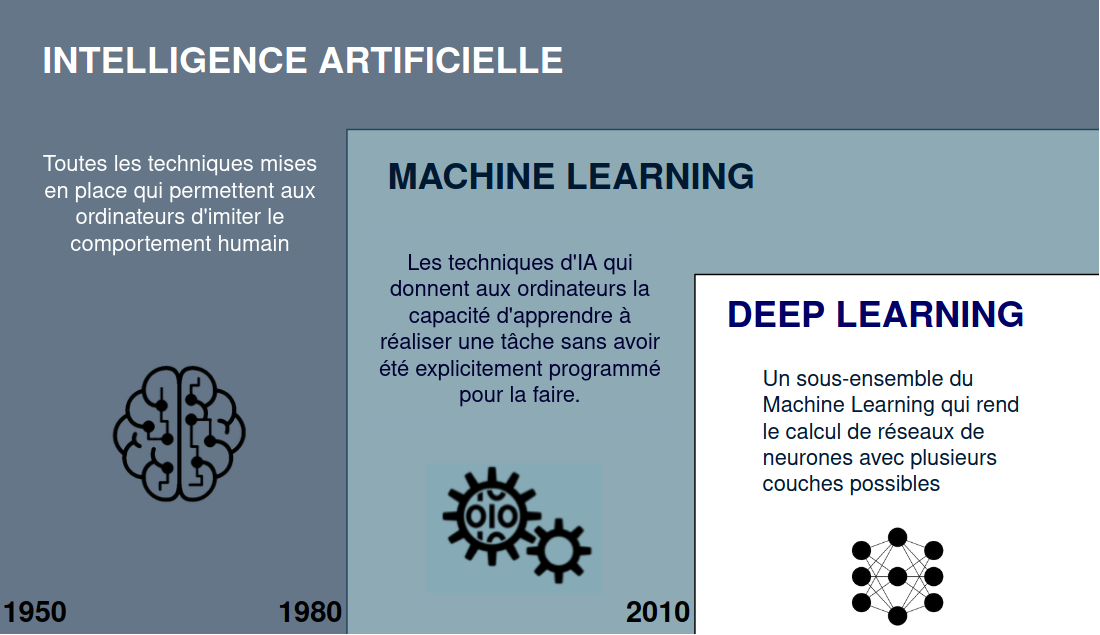 INTELLIGENCE ARTIFICIELLE
Toutes les techniques mises
en place qui permettent aux
ordinateurs d'imiter le
comportement humain
MACHINE LEARNING
Les techniques d'IA qui
donnent aux ordinateurs la
capacité d'apprendre à
réaliser une tâche sans avoir
été explicitement programmé
pour la faire.
DEEP LEARNING
Un sous-ensemble du
Machine Learning qui rend
le calcul de réseaux de
neurones avec plusieurs
couches possibles
OIO
1950
1980
2010